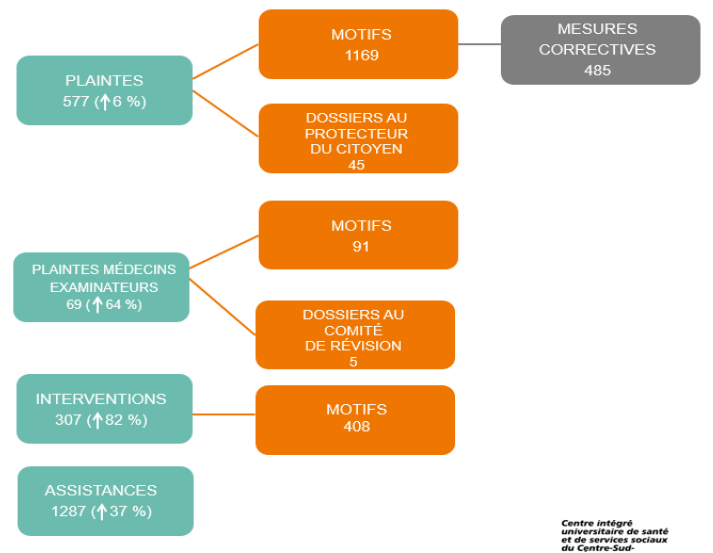 PLAINTES
577 (↑6 %)
MOTIFS
1169
MESURES
CORRECTIVES
485
DOSSIERS AU
PROTECTEUR
DU CITOYEN
45
PLAINTES MÉDECINS
EXAMINATEURS
69 (↑64 %)
MOTIFS
91
DOSSIERS AU
COMITÉ
DE RÉVISION
5
INTERVENTIONS
307 (↑82 %)
MOTIFS
408
ASSISTANCES
1287 (↑37 %)
Centre intégré
universitaire de santé
et de services sociaux
du Centre-Sud-